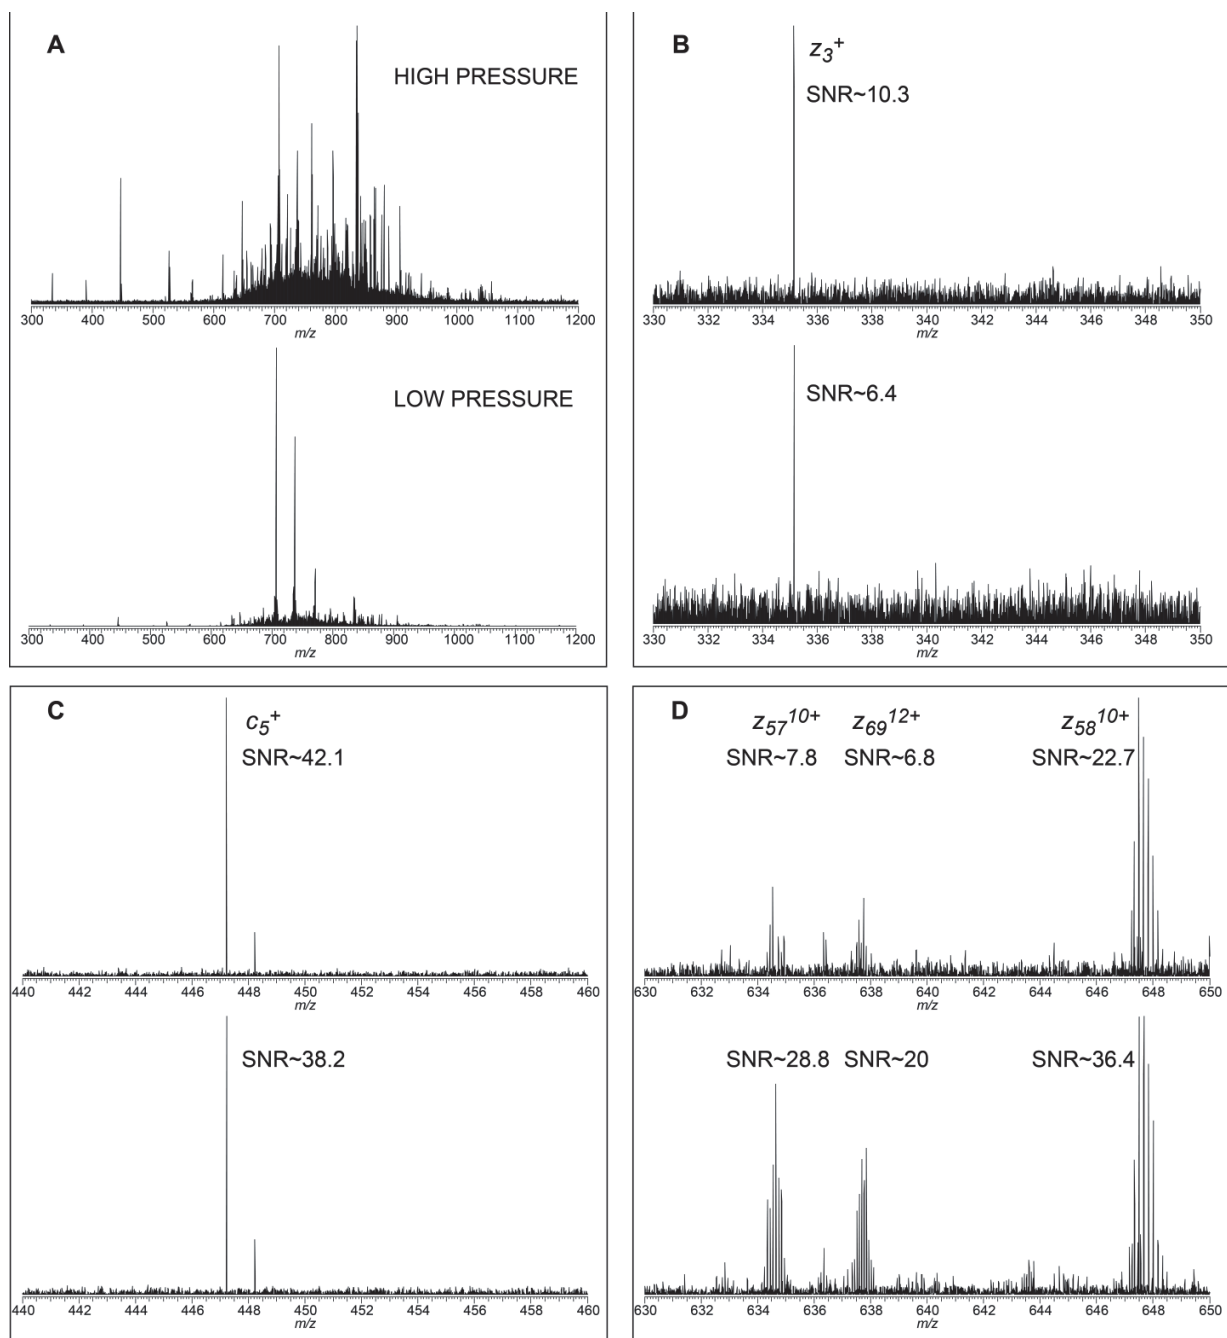 A
HIGH PRESSURE
300 400 500 600 700 800 900 1000 1100 1200
m/z
LOW PRESSURE
300 400 500 600 700 800 900 1000 1100 1200
m/z
B
z3+
SNR~10.3
330 332 334 336 338 340 342 344 346 348 350
m/z
SNR~6.4
330 332 334 336 338 340 342 344 346 348 350
m/z
C
c5+
SNR~42.1
440 442 444 446 448 450 452 454 456 458 460
m/z
SNR~38.2
440 442 444 446 448 450 452 454 456 458 460
m/z
D
z57 10+ z69 12+ z58 10+
SNR~7.8 SNR~6.8 SNR~22.7
630 632 634 636 638 640 642 644 646 648 650
m/z
SNR~28.8 SNR~20 SNR~36.4
630 632 634 636 638 640 642 644 646 648 650
m/z